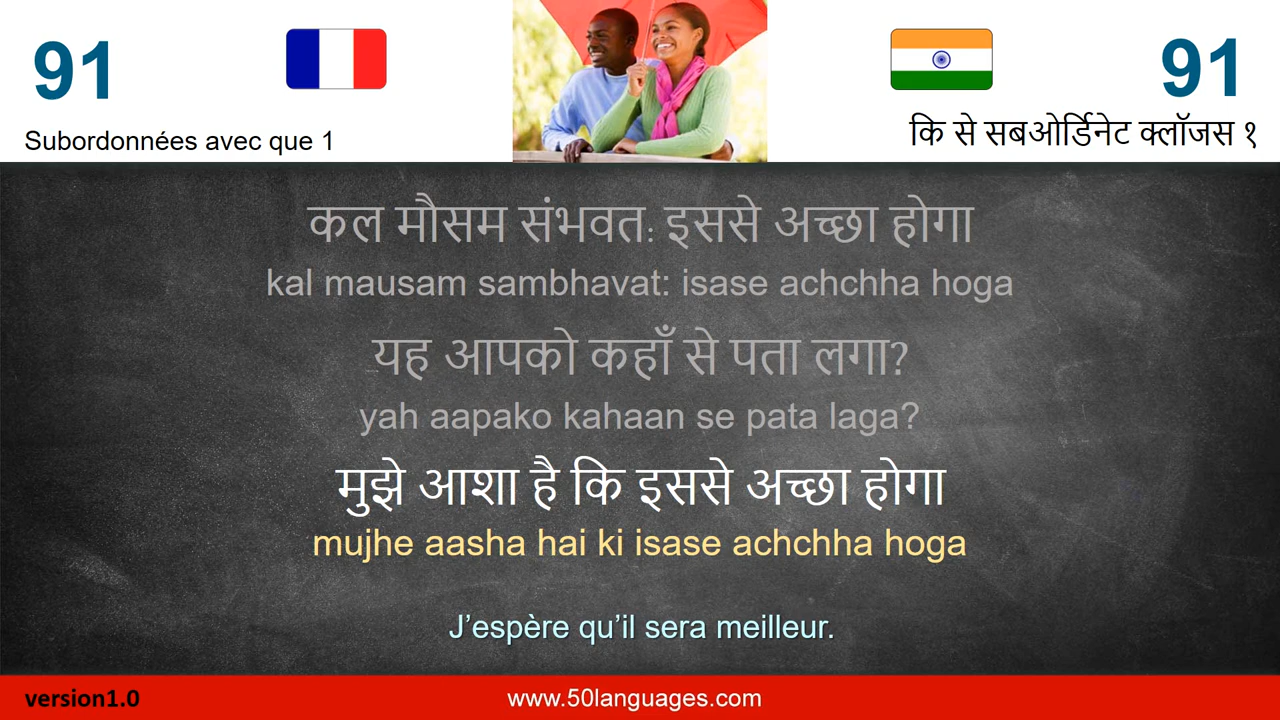 91
91
Subordonnées avec que 1
कि से सबओर्डिनेट क्लॉजस १
कल मौसम संभवत: इससे अच्छा होगा
kal mausam sambhavat: isase achchha hoga
यह आपको कहाँ से पता लगा?
yah aapako kahaan se pata laga?
मुझे आशा है कि इससे अच्छा होगा
mujhe aasha hai ki isase achchha hoga
J’espère qu’il sera meilleur.
version1.0
www.50languages.com